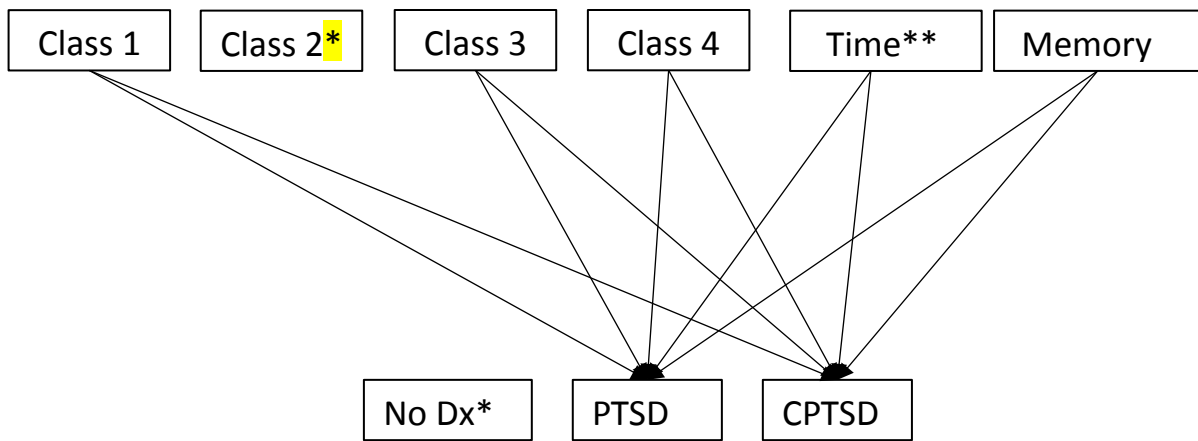 Class 1 Class 2* Class 3 Class 4 Time** Memory
No Dx* PTSD CPTSD